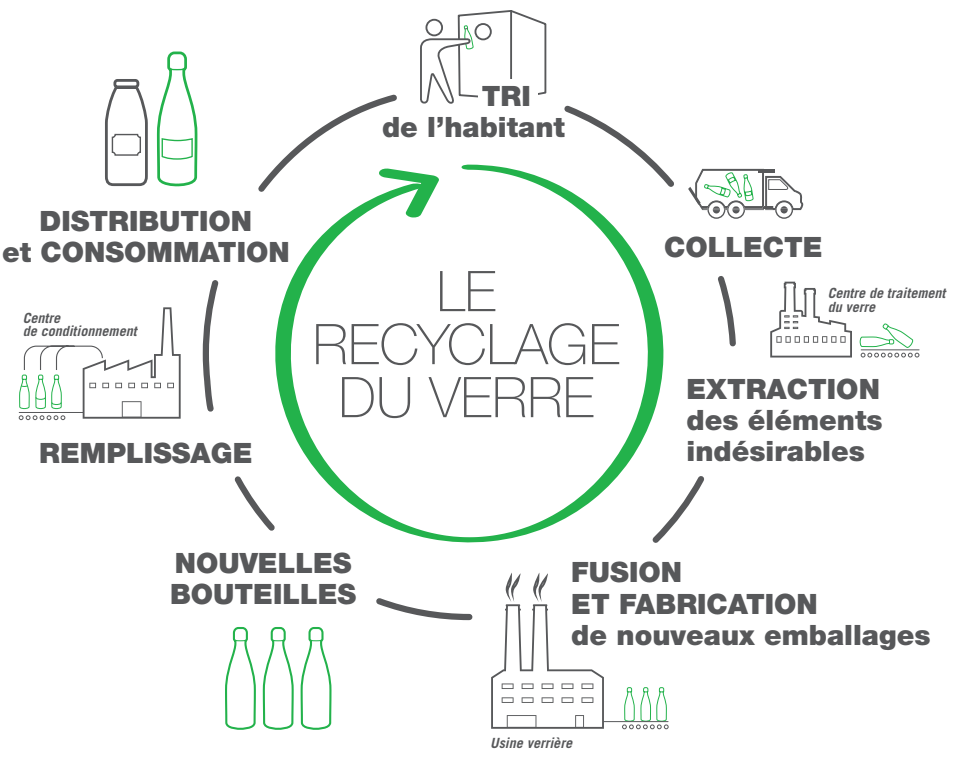 TRI
de l'habitant
COLLECTE
Centre de traitement
du verre
EXTRACTION
des éléments
indésirables
FUSION
ET FABRICATION
de nouveaux emballages
Usine verrière
NOUVELLES
BOUTEILLES
Centre
de conditionnement
REMPLISSAGE
DISTRIBUTION
et CONSOMMATION
LE
RECYCLAGE
DU VERRE